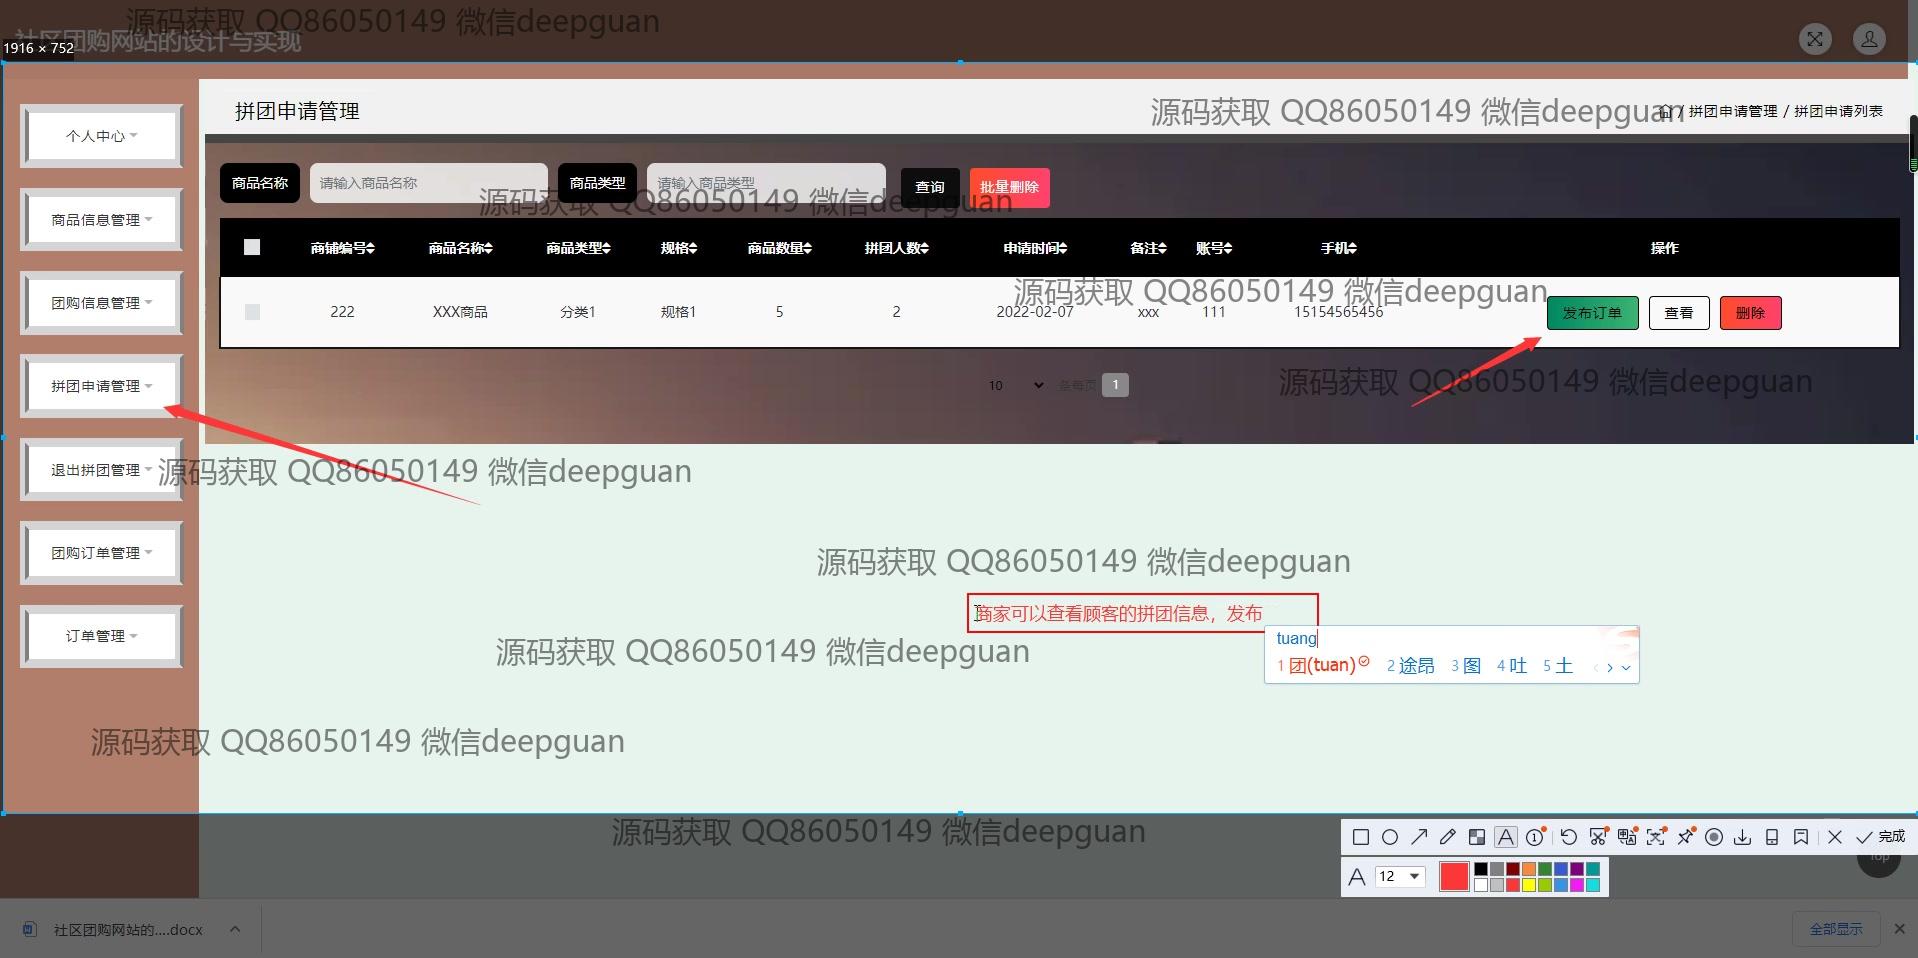 源码获取 QQ86050149 微信deepguan
社区团购网站的设计与实现
1916 × 752
拼团申请管理
源码获取 QQ86050149 微信deepguan
/ 拼团申请管理 / 拼团申请列表
个人中心
商品信息管理
团购信息管理
拼团申请管理
退出拼团管理
团购订单管理
订单管理
商品名称 请输入商品名称 商品类型 请输入商品类型 查询 批量删除
源码获取 QQ86050149 微信deepguan
商铺编号 商品名称 商品类型 规格 商品数量 拼团人数 申请时间 备注 账号 手机 操作
源码获取 QQ86050149 微信deepguan
222 XXX商品 分类1 规格1 5 2 2022-02-07 xxx 111 15154565456 发布订单 查看 删除
10 条每页 1
源码获取 QQ86050149 微信deepguan
源码获取 QQ86050149 微信deepguan
源码获取 QQ86050149 微信deepguan
商家可以查看顾客的拼团信息，发布
tuang
1 团(tuan) 2 途昂 3 图 4 吐 5 土
源码获取 QQ86050149 微信deepguan
源码获取 QQ86050149 微信deepguan
源码获取 QQ86050149 微信deepguan
完成
Top
A 12
社区团购网站的....docx
全部显示